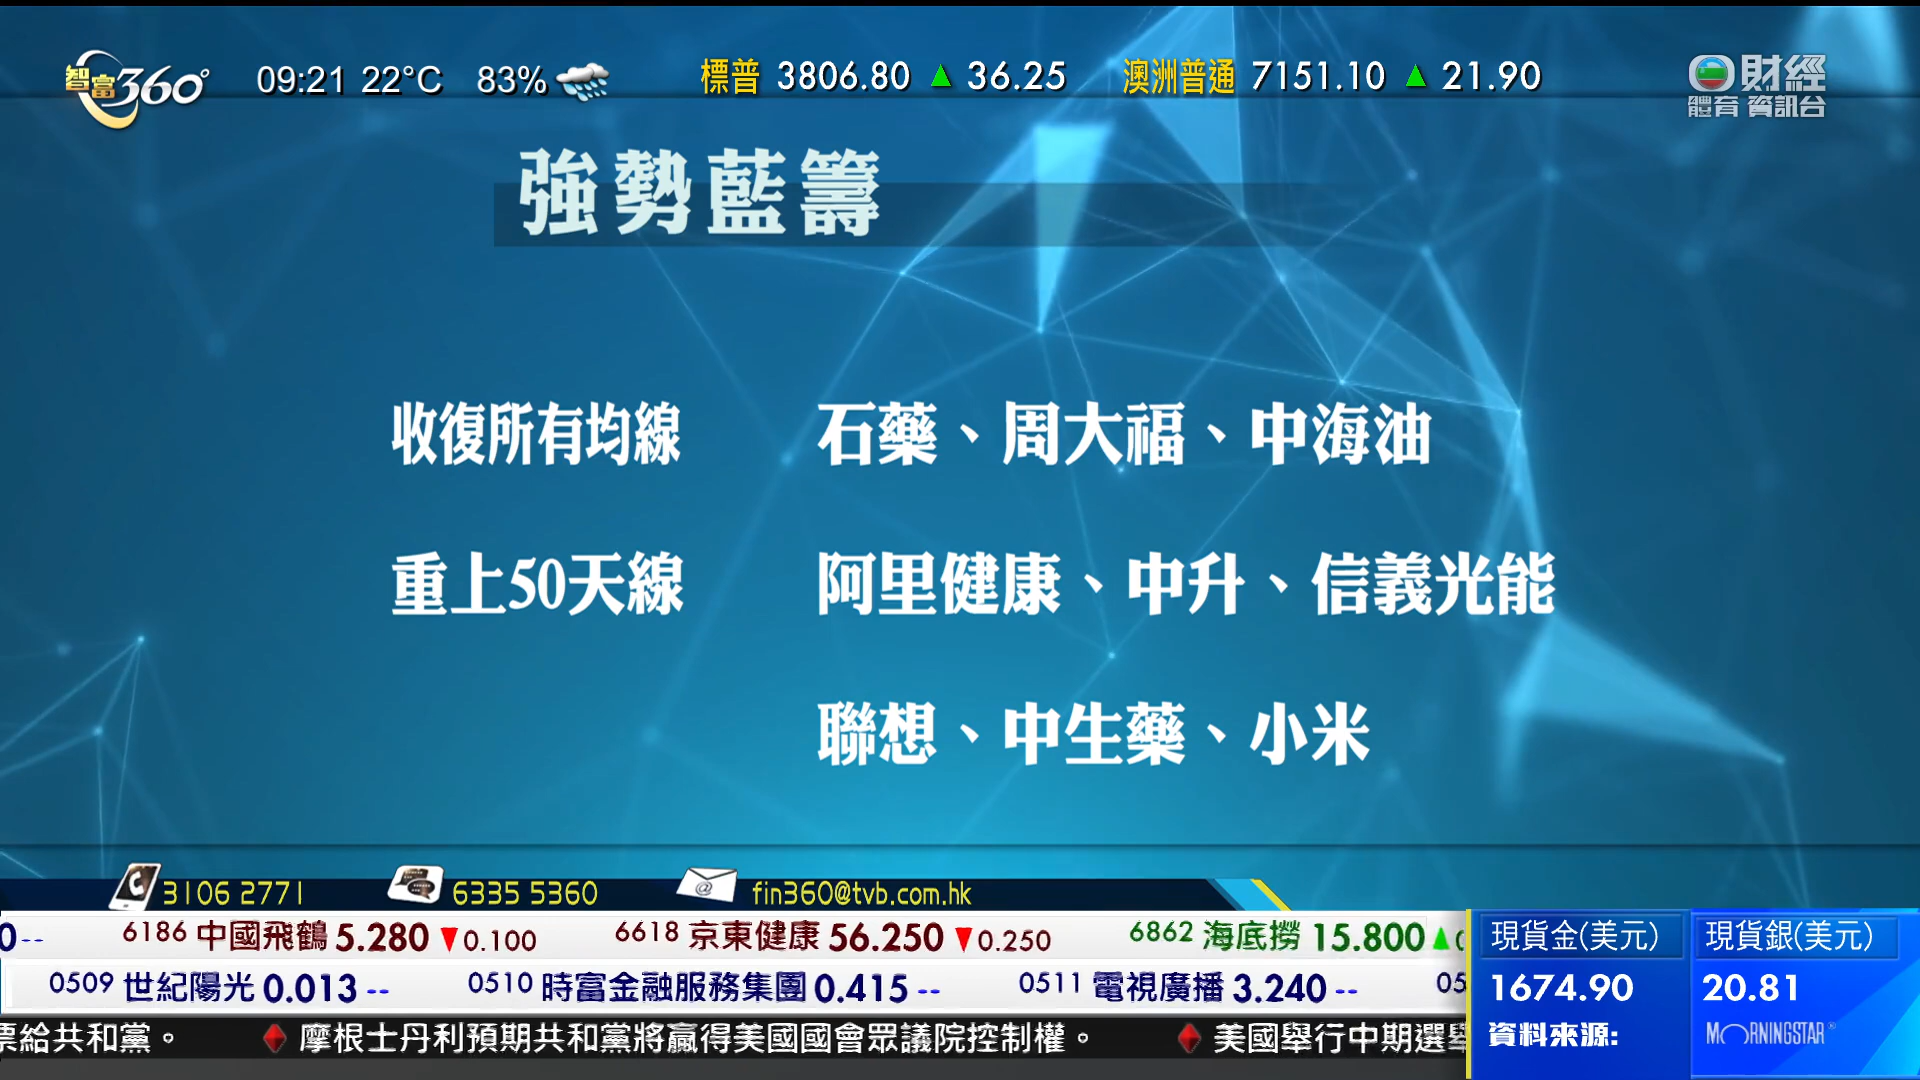 智富360°
09:21 22°C 83%
標普 3806.80 ▲ 36.25 澳洲普通 7151.10 ▲ 21.90
財經
體育 資訊台
強勢藍籌
收復所有均線 石藥、周大福、中海油
重上50天線 阿里健康、中升、信義光能
聯想、中生藥、小米
3106 2771 6335 5360 fin360@tvb.com.hk
0-- 6186 中國飛鶴 5.280 ▼0.100 6618 京東健康 56.250 ▼0.250 6862 海底撈 15.800 ▲
0509 世紀陽光 0.013 -- 0510 時富金融服務集團 0.415 -- 0511 電視廣播 3.240 -- 05
票給共和黨。 摩根士丹利預期共和黨將贏得美國國會眾議院控制權。 美國舉行中期選舉
現貨金(美元) 現貨銀(美元)
1674.90 20.81
資料來源: MORNINGSTAR®